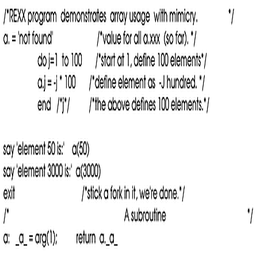 /*REXX program demonstrates array usage with mimicry. */
a. = 'not found' /*value for all a.xxx (so far). */
do j=1 to 100 /*start at 1, define 100 elements*/
a.j = -j * 100 /*define element as -J hundred. */
end /*j*/ /*the above defines 100 elements.*/
say 'element 50 is:' a(50)
say 'element 3000 is:' a(3000)
exit /*stick a fork in it, we're done.*/
/* A subroutine */
a: _a_ = arg(1); return a._a_